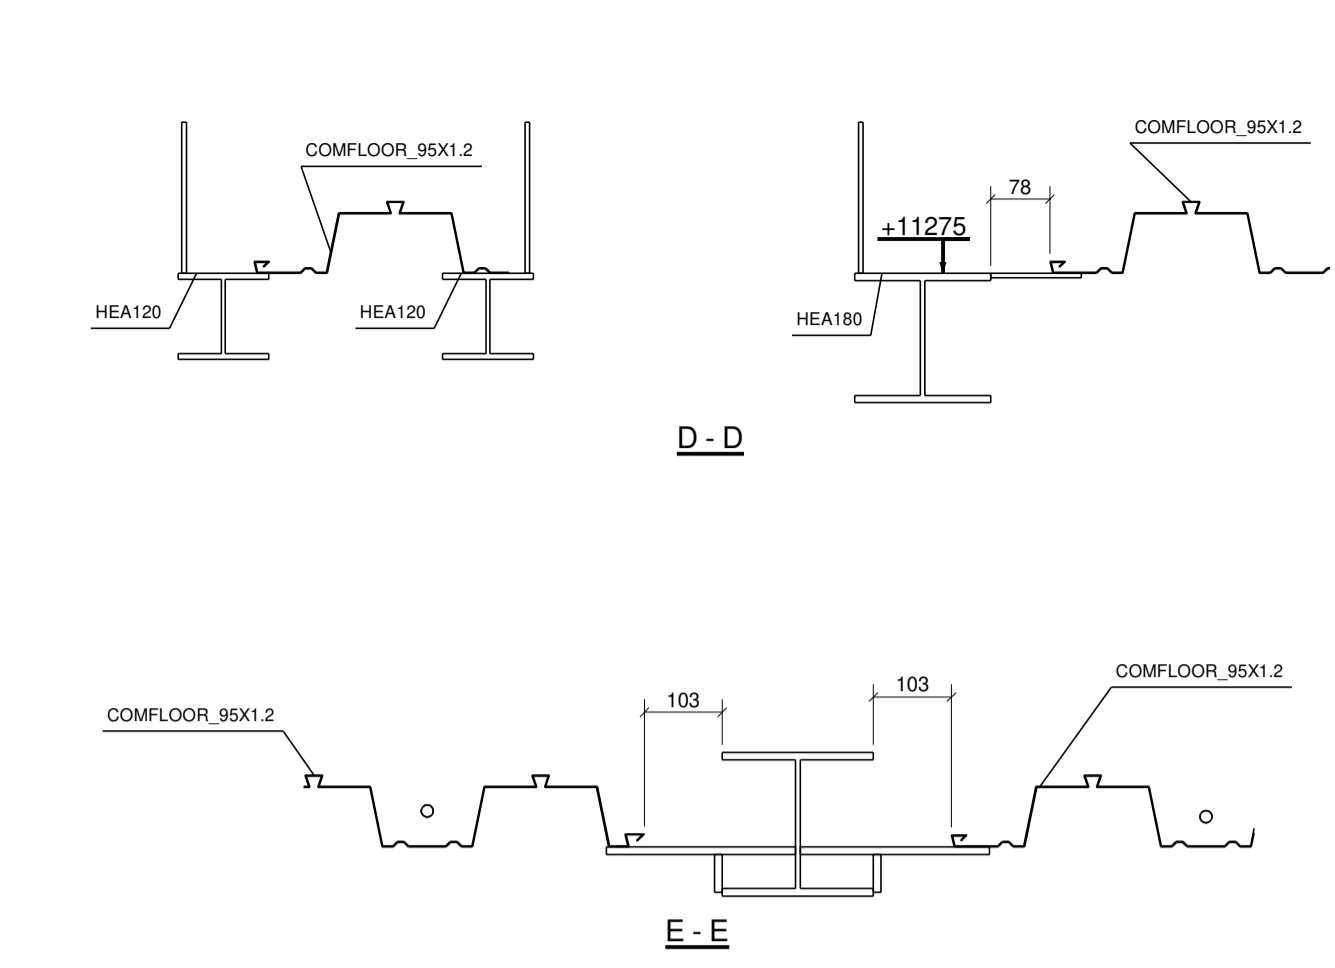 COMFLOOR_95X1.2
COMFLOOR_95X1.2
78
+11275
HEA120
HEA120
HEA180
D - D
COMFLOOR_95X1.2
COMFLOOR_95X1.2
103
103
E - E